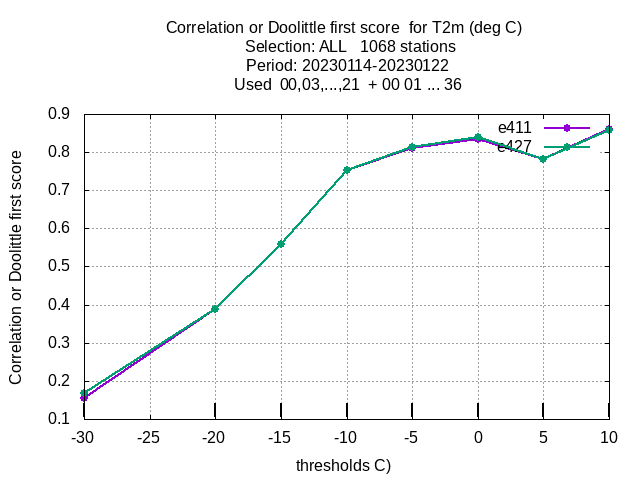 Correlation or Doolittle first score  for T2m (deg C)
Selection: ALL   1068 stations
Period: 20230114-20230122
Used  00,03,...,21  + 00 01 ... 36
Correlation or Doolittle first score
0.9
0.8
0.7
0.6
0.5
0.4
0.3
0.2
0.1
e411
e427
-30 -25 -20 -15 -10 -5 0 5 10
thresholds C)